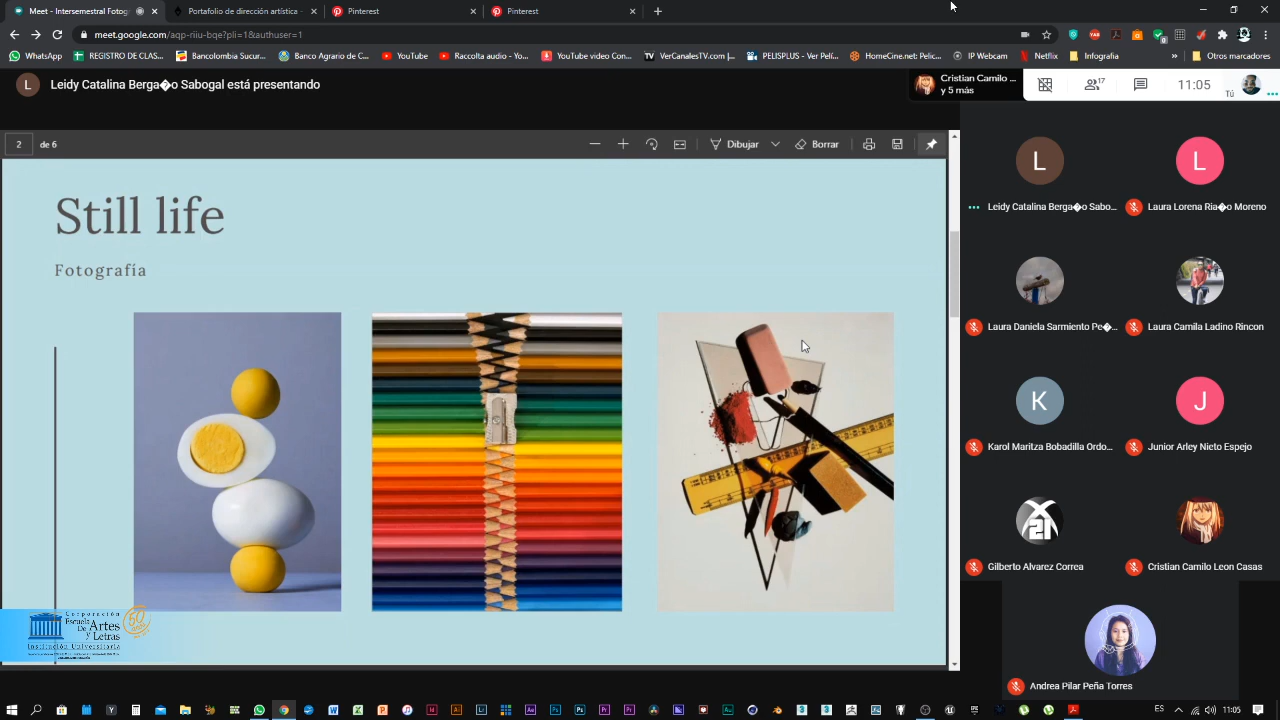 Meet - Intersemestral Fotog
Portafolio de dirección artística -
Pinterest
Pinterest
meet.google.com/aqp-riiu-bqe?pli=1&authuser=1
WhatsApp
REGISTRO DE CLAS...
Bancolombia Sucur...
Banco Agrario de C...
YouTube
Raccolta audio - Yo...
YouTube video Con...
VerCanalesTV.com |...
PELISPLUS - Ver Pelí...
HomeCine.net Pelic...
IP Webcam
Netflix
Infografia
»
Otros marcadores
L
Leidy Catalina Berga�o Sabogal está presentando
Cristian Camilo ...
y 5 más
17
11:05
Tú
2 de 6
Dibujar
Borrar
Still life
Fotografía
L
Leidy Catalina Berga�o Sabo...
L
Laura Lorena Ria�o Moreno
Laura Daniela Sarmiento Pe�...
Laura Camila Ladino Rincon
K
Karol Maritza Bobadilla Ordo...
J
Junior Arley Nieto Espejo
X
21
Gilberto Alvarez Correa
Cristian Camilo Leon Casas
Andrea Pilar Peña Torres
Corporación
Escuela
De Artes
y Letras
Institución Universitaria
50
años
ES
11:05